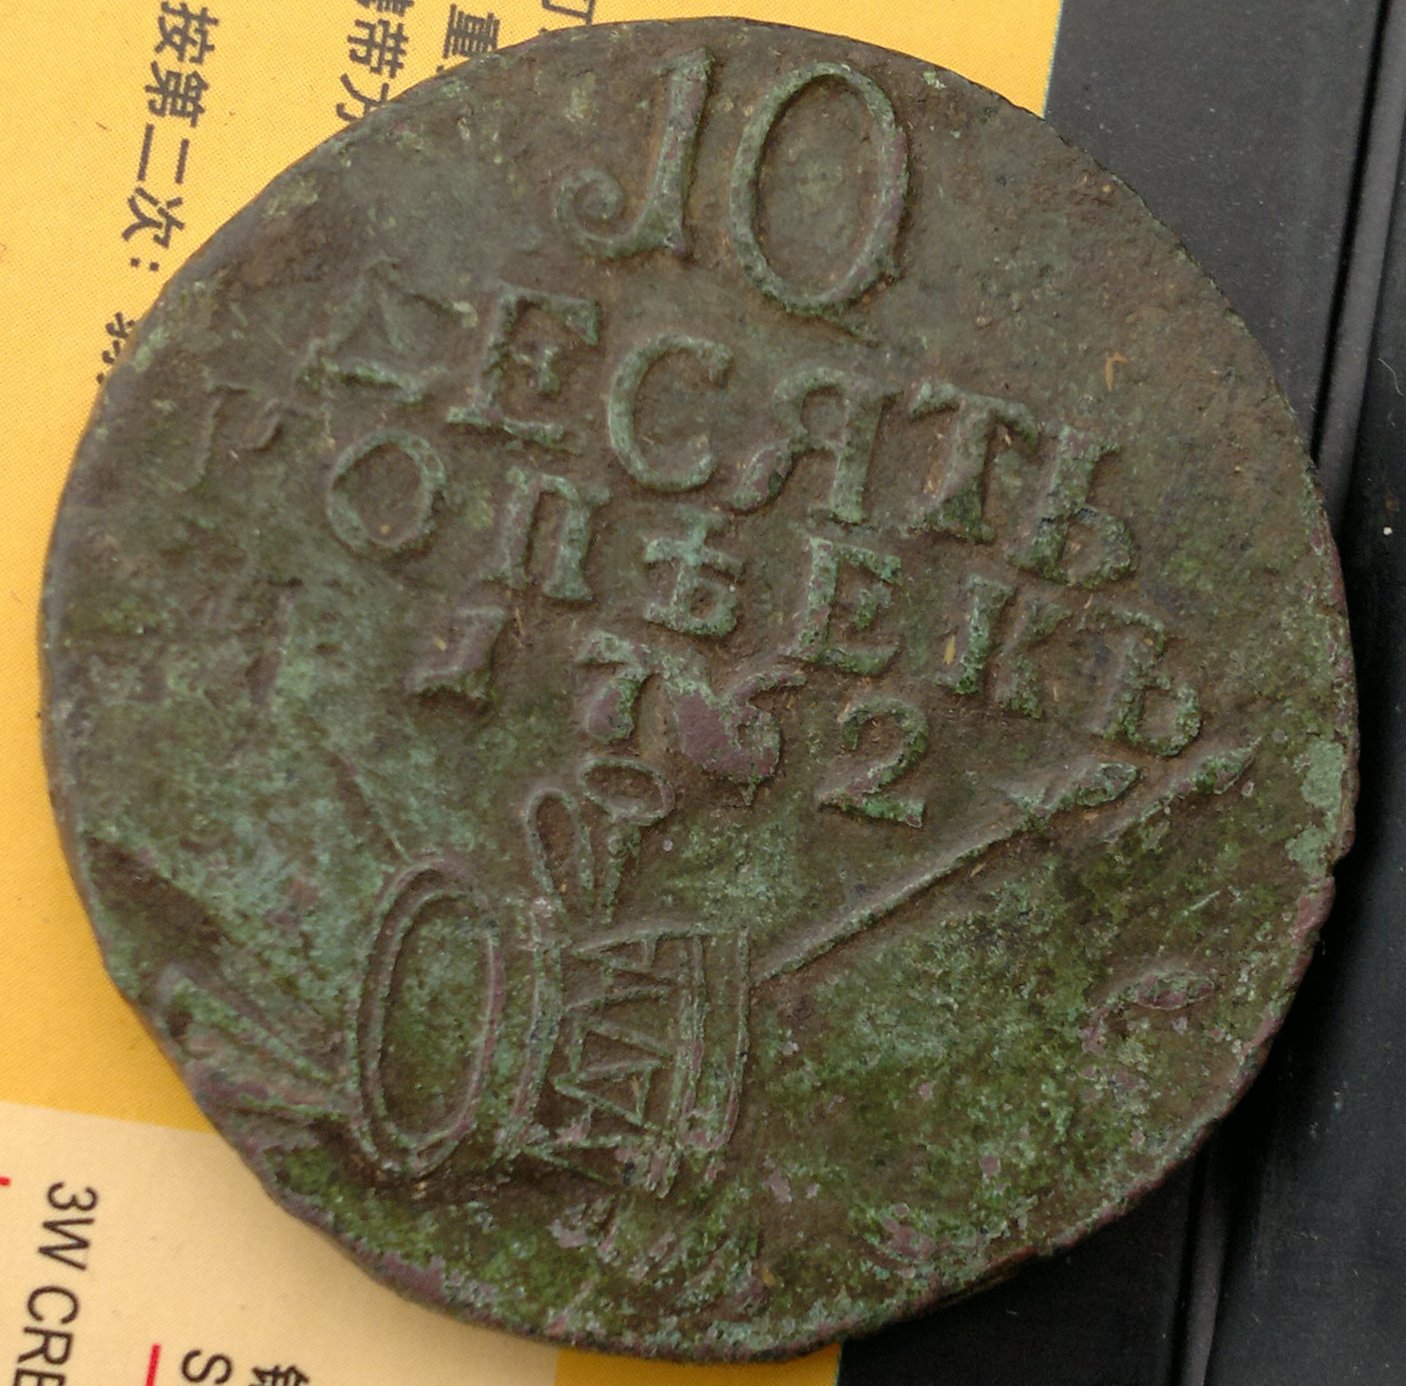 10
ДЕСЯТЬ
КОПѢЕКЪ
1762
按第二次:
3W CRE